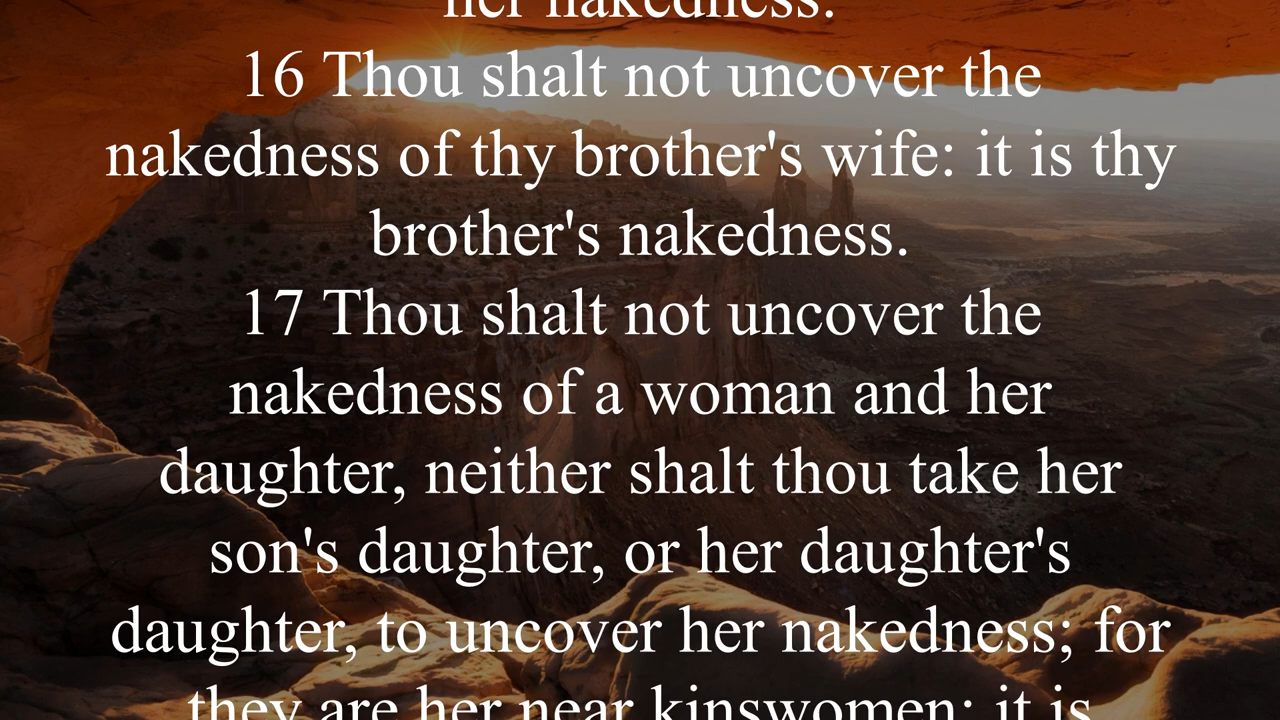 her nakedness.
16 Thou shalt not uncover the
nakedness of thy brother's wife: it is thy
brother's nakedness.
17 Thou shalt not uncover the
nakedness of a woman and her
daughter, neither shalt thou take her
son's daughter, or her daughter's
daughter, to uncover her nakedness; for
they are her near kinswomen: it is